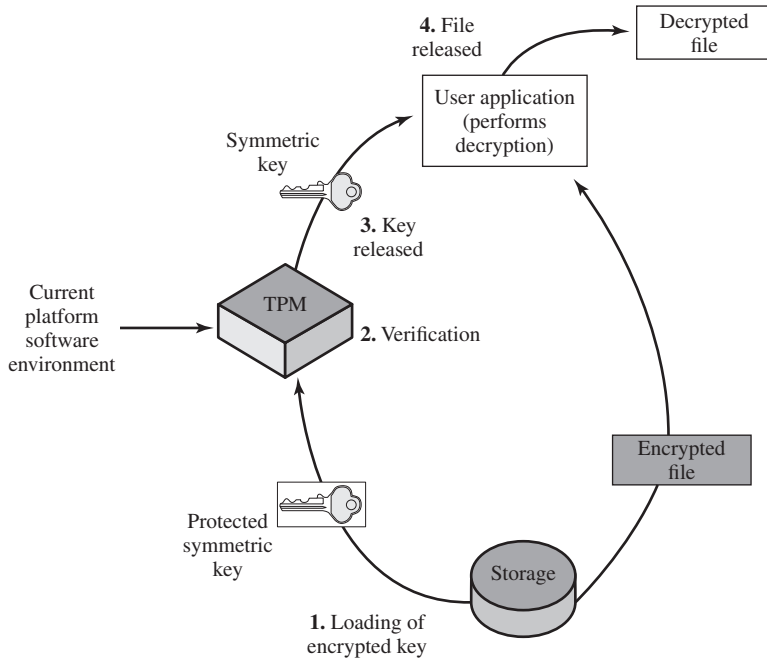 4. File
released
Decrypted
file
User application
(performs
decryption)
Symmetric
key
3. Key
released
TPM
Current
platform
software
environment
2. Verification
Encrypted
file
Protected
symmetric
key
Storage
1. Loading of
encrypted key